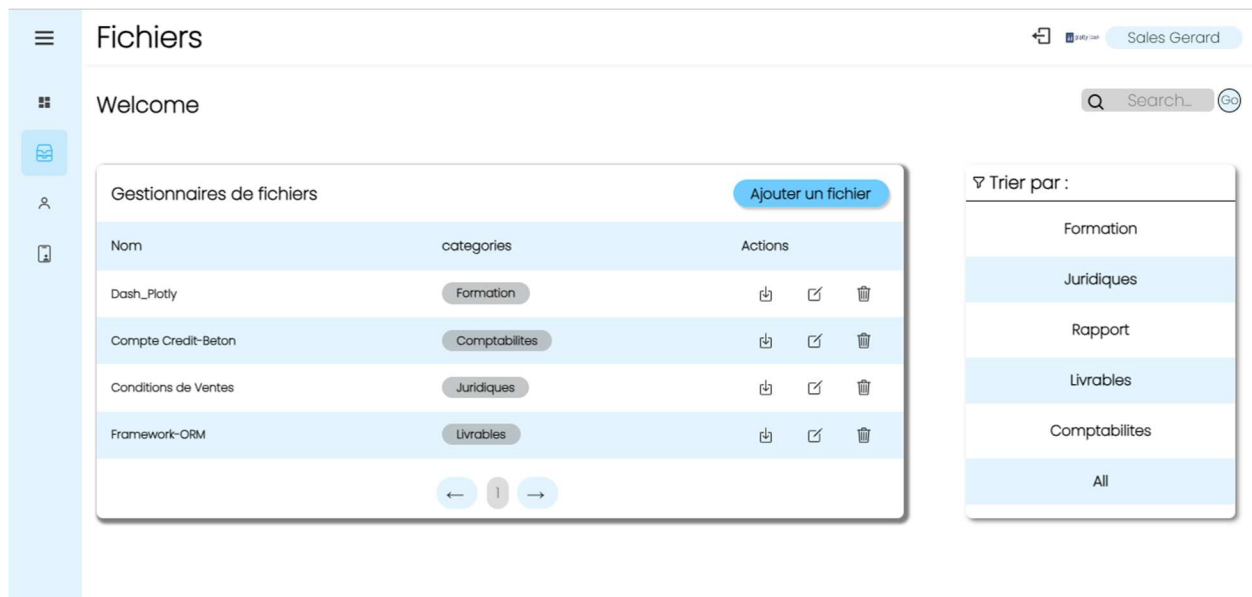 Fichiers
Sales Gerard
Welcome
Search...
Go
Gestionnaires de fichiers
Ajouter un fichier
Nom categories Actions
Dash_Plotly Formation
Compte Credit-Beton Comptabilites
Conditions de Ventes Juridiques
Framework-ORM Livrables
← 1 →
Trier par :
Formation
Juridiques
Rapport
Livrables
Comptabilites
All